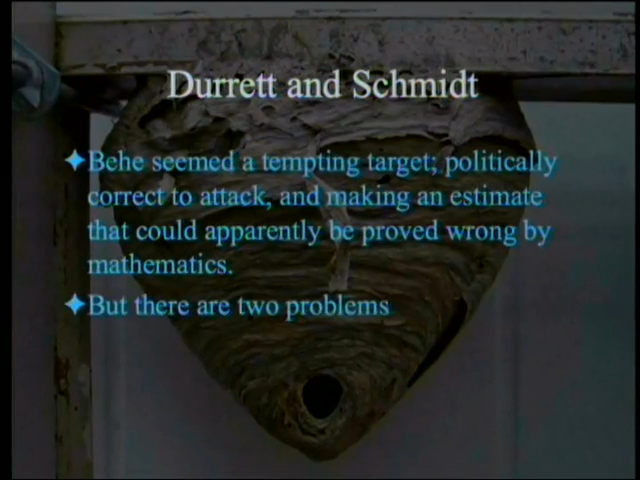 Durrett and Schmidt
Behe seemed a tempting target; politically
correct to attack, and making an estimate
that could apparently be proved wrong by
mathematics.
But there are two problems